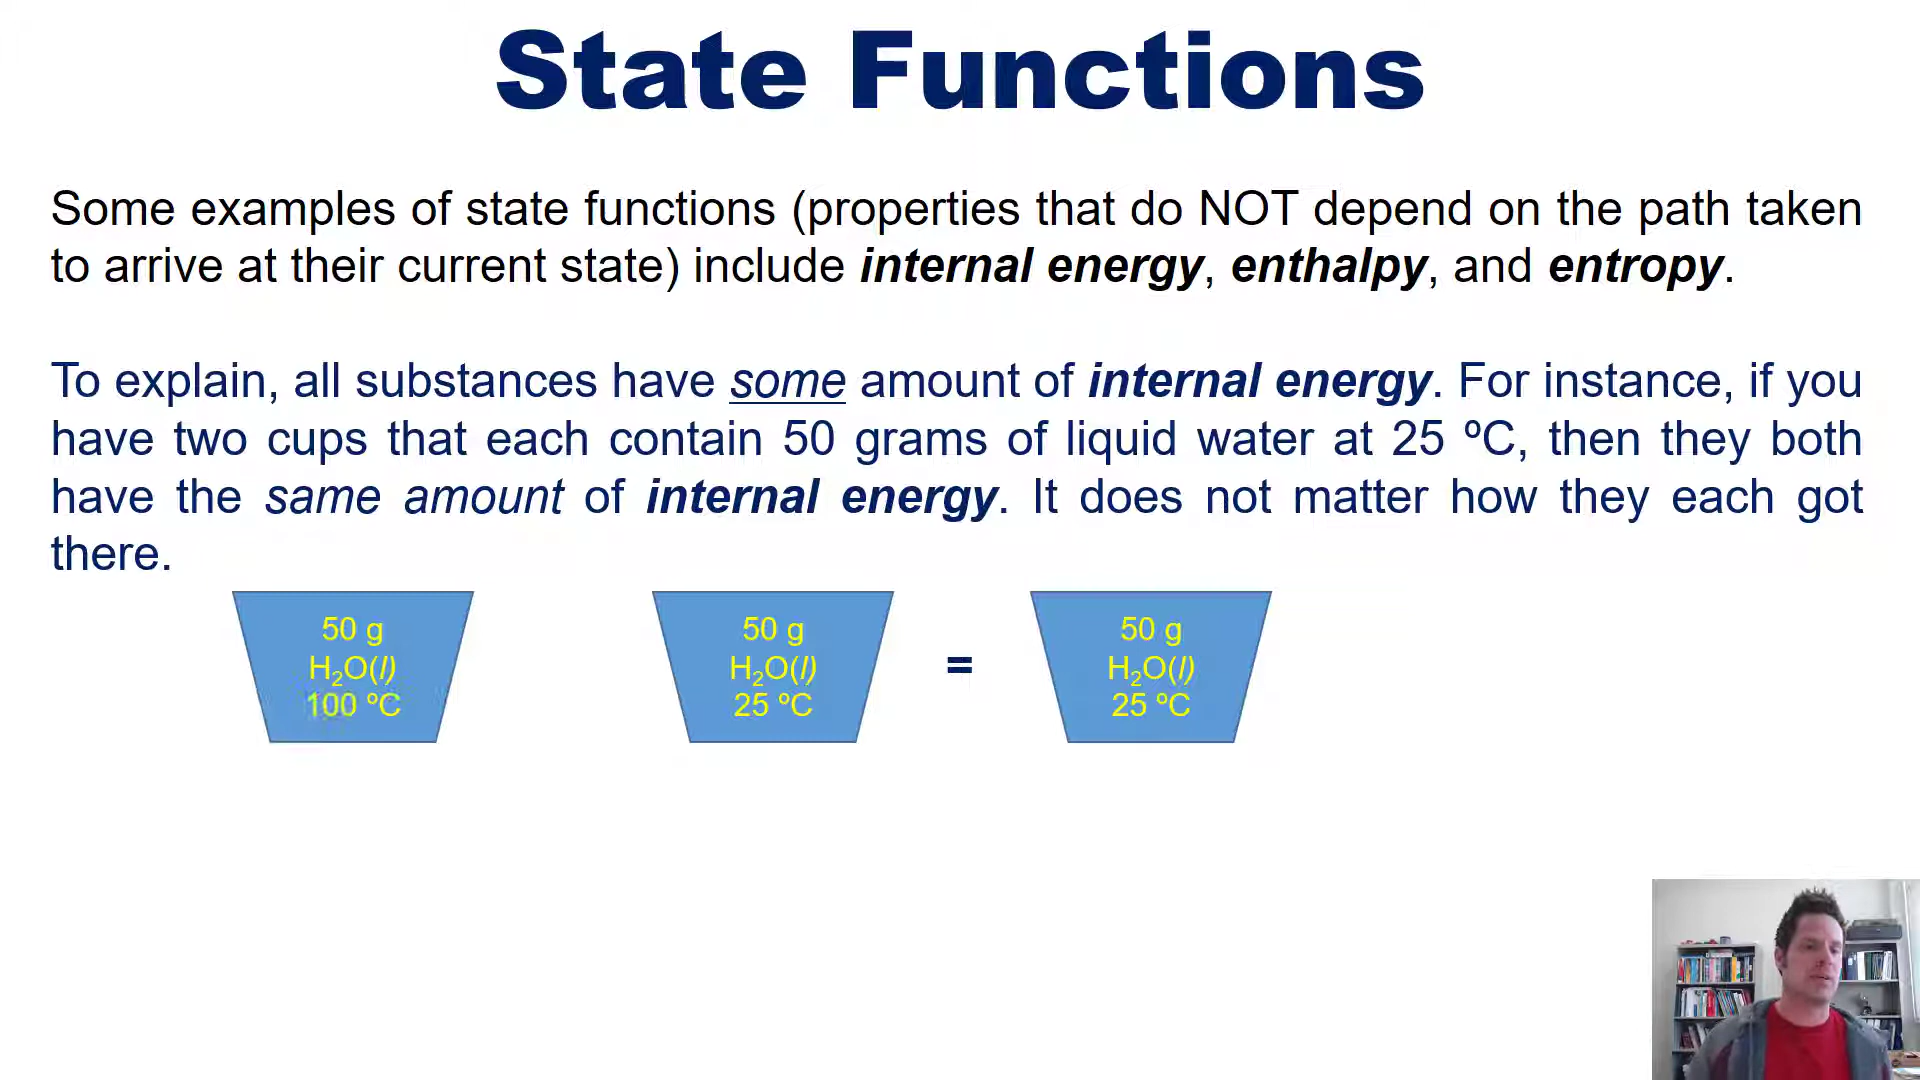 State Functions
Some examples of state functions (properties that do NOT depend on the path taken
to arrive at their current state) include internal energy, enthalpy, and entropy.
To explain, all substances have some amount of internal energy. For instance, if you
have two cups that each contain 50 grams of liquid water at 25 ºC, then they both
have the same amount of internal energy. It does not matter how they each got
there.
50 g
H₂O(l)
100 ºC
50 g
H₂O(l)
25 ºC
=
50 g
H₂O(l)
25 ºC